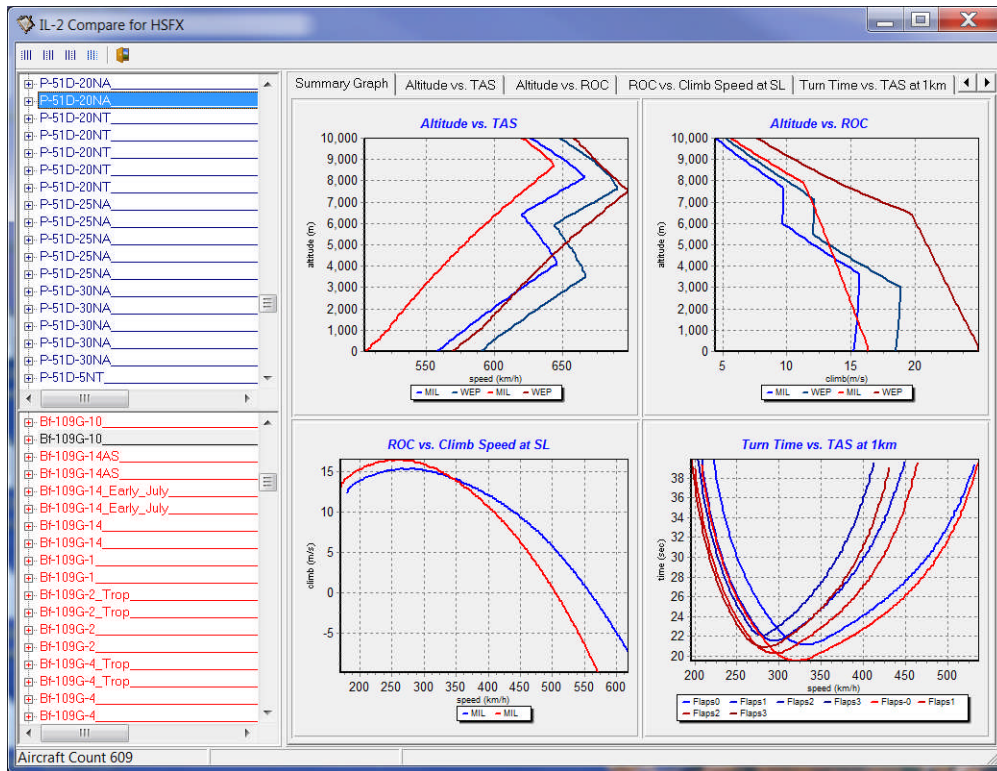 IL-2 Compare for HSFX
P-51D-20NA
P-51D-20NA
P-51D-20NT
P-51D-20NT
P-51D-20NT
P-51D-20NT
P-51D-20NT
P-51D-25NA
P-51D-25NA
P-51D-25NA
P-51D-25NA
P-51D-25NA
P-51D-30NA
P-51D-30NA
P-51D-30NA
P-51D-30NA
P-51D-30NA
P-51D-5NT
Bf-109G-10
Bf-109G-10
Bf-109G-14AS
Bf-109G-14AS
Bf-109G-14_Early_July
Bf-109G-14_Early_July
Bf-109G-14
Bf-109G-14
Bf-109G-1
Bf-109G-1
Bf-109G-2_Trop
Bf-109G-2_Trop
Bf-109G-2
Bf-109G-2
Bf-109G-4_Trop
Bf-109G-4_Trop
Bf-109G-4
Bf-109G-4
Summary Graph Altitude vs. TAS Altitude vs. ROC ROC vs. Climb Speed at SL Turn Time vs. TAS at 1km
Altitude vs. TAS
altitude (m)
10,000
9,000
8,000
7,000
6,000
5,000
4,000
3,000
2,000
1,000
0
550 600 650
speed (km/h)
MIL WEP MIL WEP
Altitude vs. ROC
altitude (m)
10,000
9,000
8,000
7,000
6,000
5,000
4,000
3,000
2,000
1,000
0
5 10 15 20
climb(m/s)
MIL WEP MIL WEP
ROC vs. Climb Speed at SL
climb (m/s)
15
10
5
0
-5
200 250 300 350 400 450 500 550 600
speed (km/h)
MIL MIL
Turn Time vs. TAS at 1km
time (sec)
38
36
34
32
30
28
26
24
22
20
200 250 300 350 400 450 500
speed (km/h)
Flaps0 Flaps1 Flaps2 Flaps3 Flaps-0 Flaps1
Flaps2 Flaps3
Aircraft Count 609